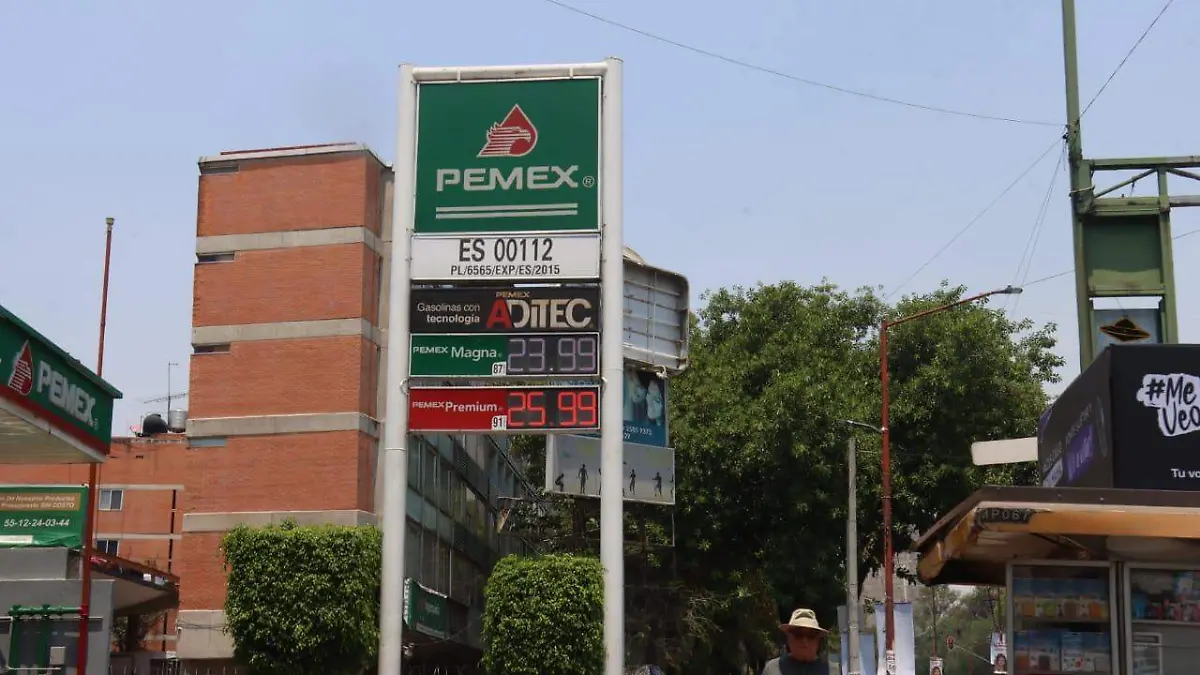 PEMEX®
ES 00112
PL/6565/EXP/ES/2015
Gasolinas con
tecnología
PEMEX
ADITEC
PEMEX Magna 87 23.99
PEMEX Premium 91 25.99
PEMEX
55-12-24-03-44
#Me
Tu vo
JP067